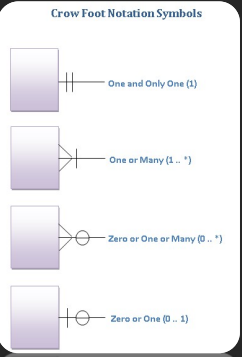 Crow Foot Notation Symbols
One and Only One (1)
One or Many (1 .. *)
Zero or One or Many (0 .. *)
Zero or One (0 .. 1)